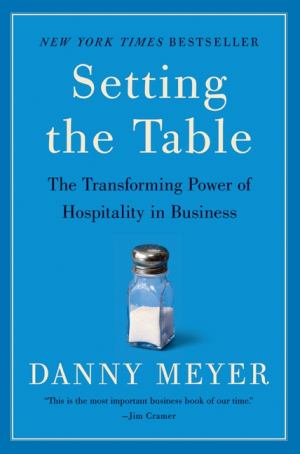 NEW YORK TIMES BESTSELLER
Setting
the Table
The Transforming Power of
Hospitality in Business
DANNY MEYER
"This is the most important business book of our time."
—Jim Cramer